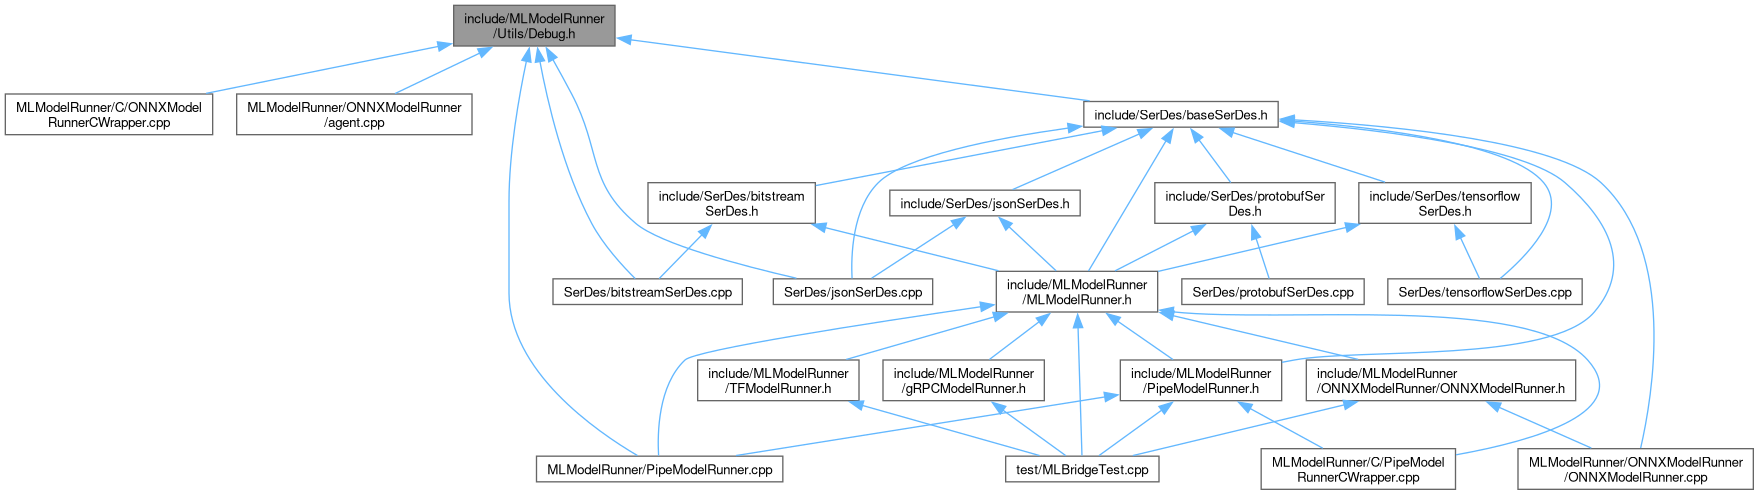 include/MLModelRunner
/Utils/Debug.h
MLModelRunner/C/ONNXModel
RunnerCWrapper.cpp
MLModelRunner/ONNXModelRunner
/agent.cpp
include/SerDes/baseSerDes.h
include/SerDes/bitstream
SerDes.h
include/SerDes/jsonSerDes.h
include/SerDes/protobufSer
Des.h
include/SerDes/tensorflow
SerDes.h
SerDes/bitstreamSerDes.cpp
SerDes/jsonSerDes.cpp
include/MLModelRunner
/MLModelRunner.h
SerDes/protobufSerDes.cpp
SerDes/tensorflowSerDes.cpp
include/MLModelRunner
/TFModelRunner.h
include/MLModelRunner
/gRPCModelRunner.h
include/MLModelRunner
/PipeModelRunner.h
include/MLModelRunner
/ONNXModelRunner/ONNXModelRunner.h
MLModelRunner/PipeModelRunner.cpp
test/MLBridgeTest.cpp
MLModelRunner/C/PipeModel
RunnerCWrapper.cpp
MLModelRunner/ONNXModelRunner
/ONNXModelRunner.cpp